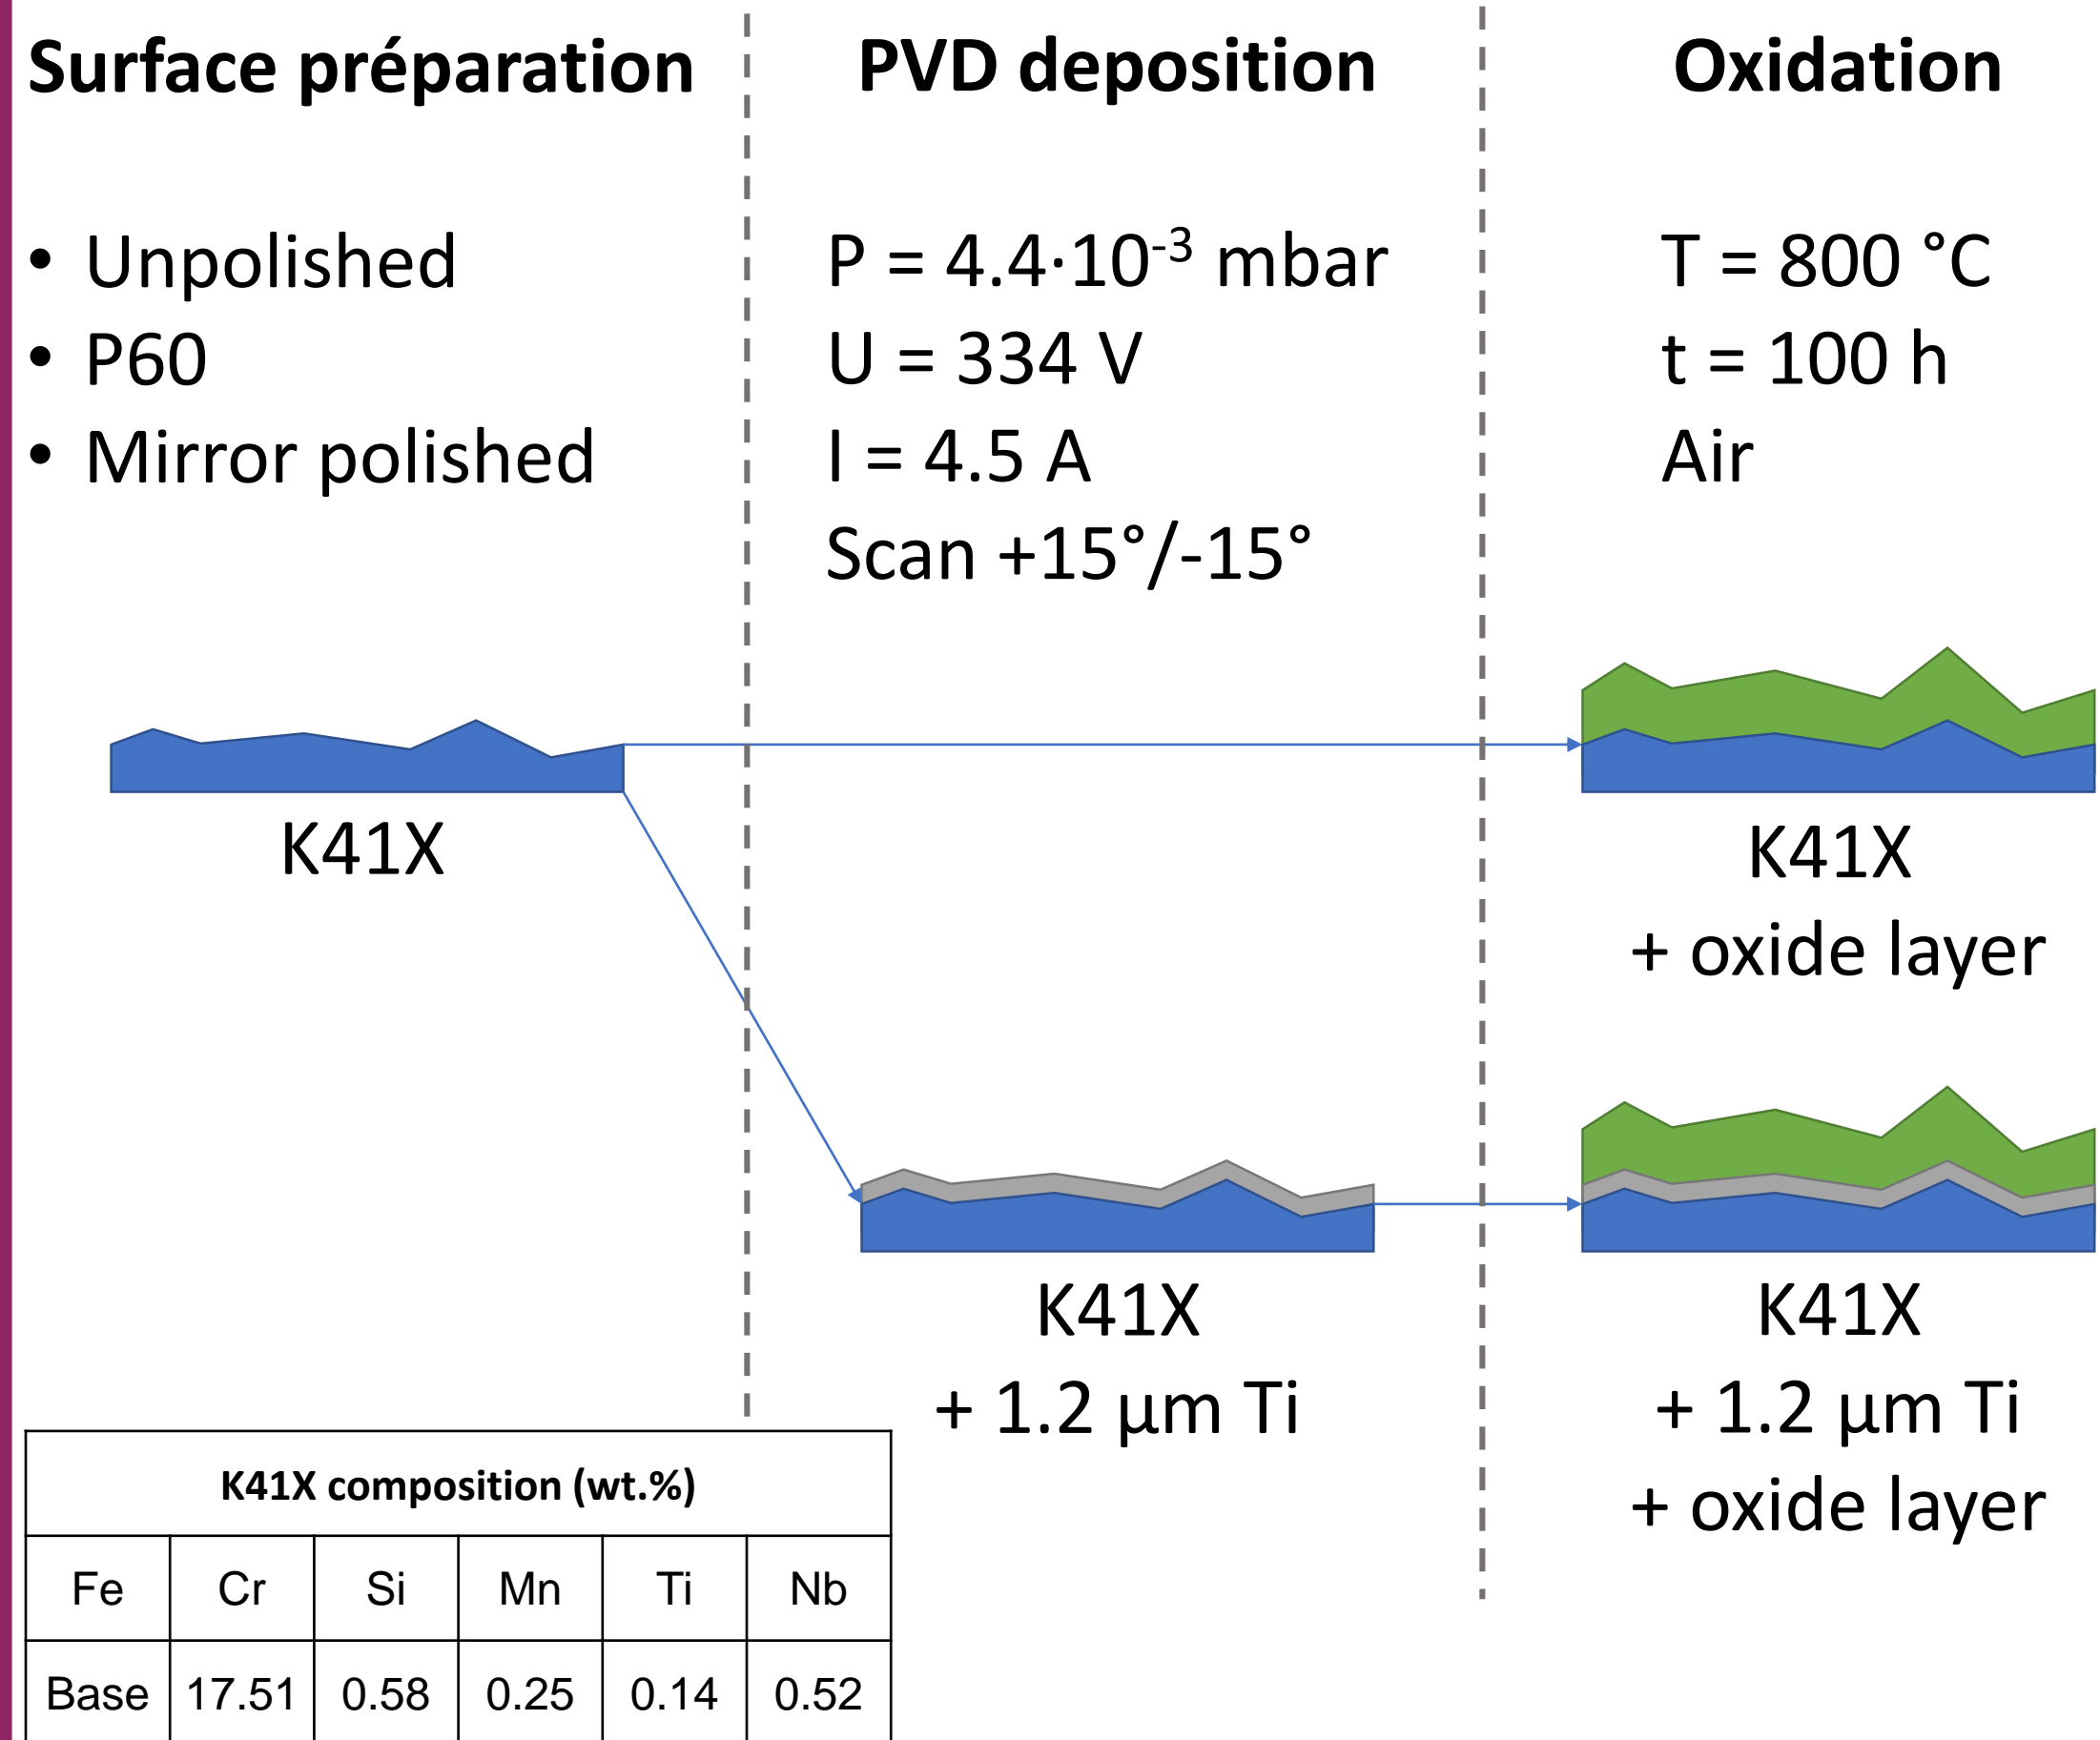 Surface préparation
• Unpolished
• P60
• Mirror polished
K41X
PVD deposition
P = 4.4·10⁻³ mbar
U = 334 V
I = 4.5 A
Scan +15°/-15°
K41X
+ 1.2 µm Ti
Oxidation
T = 800 °C
t = 100 h
Air
K41X
+ oxide layer
K41X
+ 1.2 µm Ti
+ oxide layer
K41X composition (wt.%)
Fe Cr Si Mn Ti Nb
Base 17.51 0.58 0.25 0.14 0.52